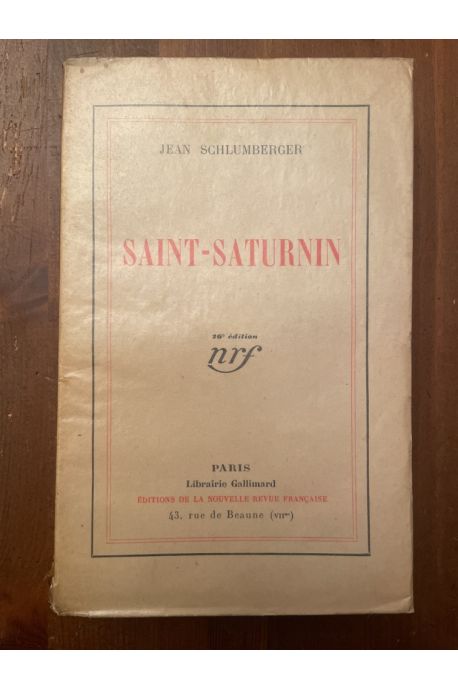 JEAN SCHLUMBERGER
SAINT-SATURNIN
26e édition
nrf
PARIS
Librairie Gallimard
ÉDITIONS DE LA NOUVELLE REVUE FRANÇAISE
43, rue de Beaune (VIIme)